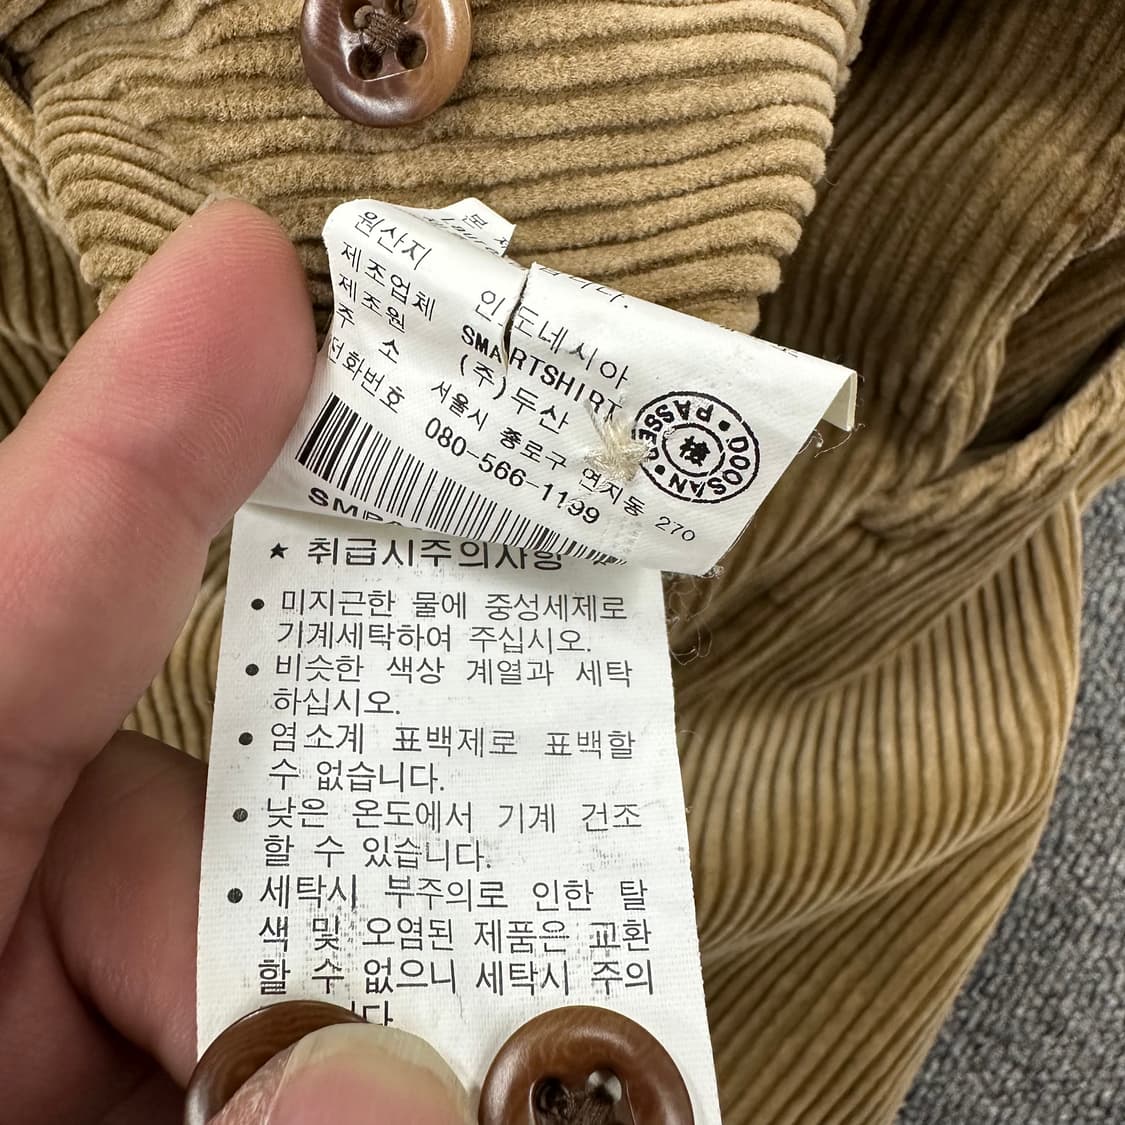 본
원산지 인도네시아
제조업체 SMARTSHIRT
제조원 (주)두산
주 소 서울시 종로구 연지동 270
전화번호 080-566-1199
DOOSAN • PASSED •
檢
★ 취급시주의사항
• 미지근한 물에 중성세제로
기계세탁하여 주십시오.
• 비슷한 색상 계열과 세탁
하십시오.
• 염소계 표백제로 표백할
수 없습니다.
• 낮은 온도에서 기계 건조
할 수 있습니다.
• 세탁시 부주의로 인한 탈
색 및 오염된 제품은 교환
할 수 없으니 세탁시 주의